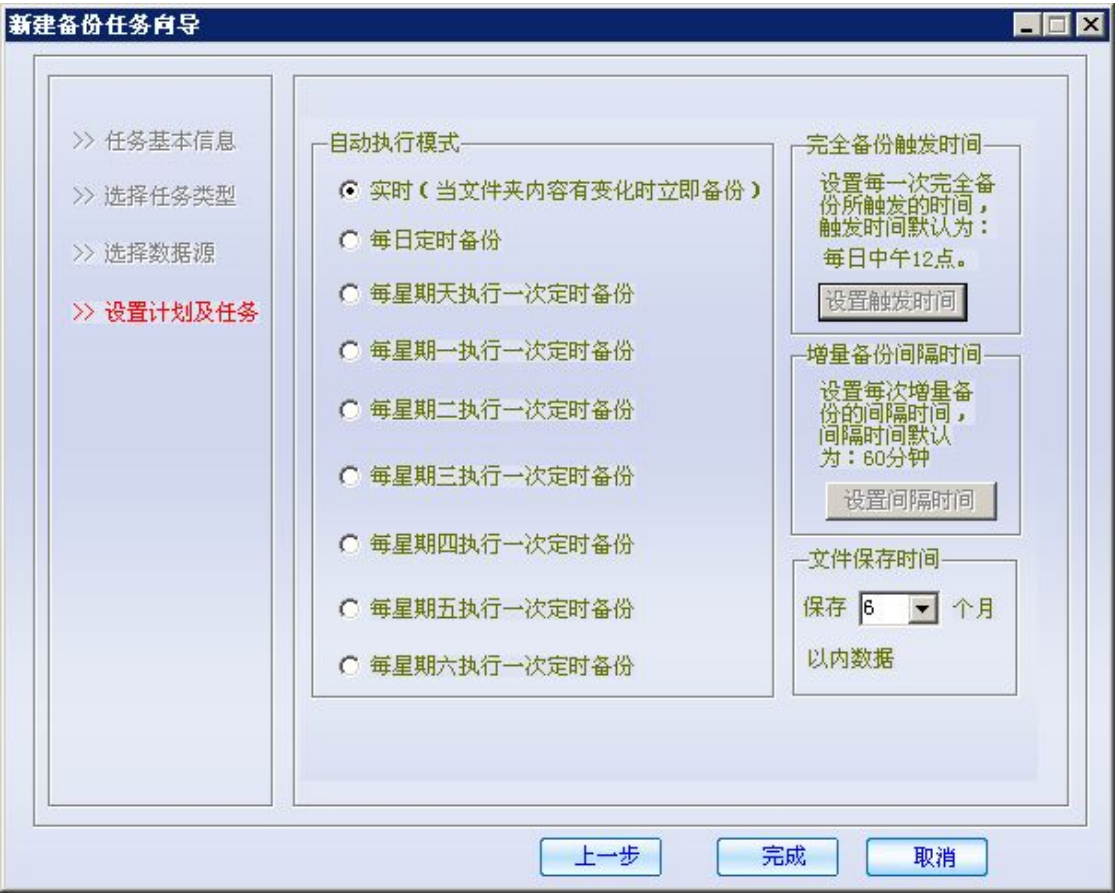 新建备份任务向导
>> 任务基本信息
>> 选择任务类型
>> 选择数据源
>> 设置计划及任务
自动执行模式
实时(当文件夹内容有变化时立即备份)
每日定时备份
每星期天执行一次定时备份
每星期一执行一次定时备份
每星期二执行一次定时备份
每星期三执行一次定时备份
每星期四执行一次定时备份
每星期五执行一次定时备份
每星期六执行一次定时备份
完全备份触发时间
设置每一次完全备
份所触发的时间,
触发时间默认为:
每日中午12点。
设置触发时间
增量备份间隔时间
设置每次增量备
份的间隔时间,
间隔时间默认
为:60分钟
设置间隔时间
文件保存时间
保存 6 个月
以内数据
上一步 完成 取消